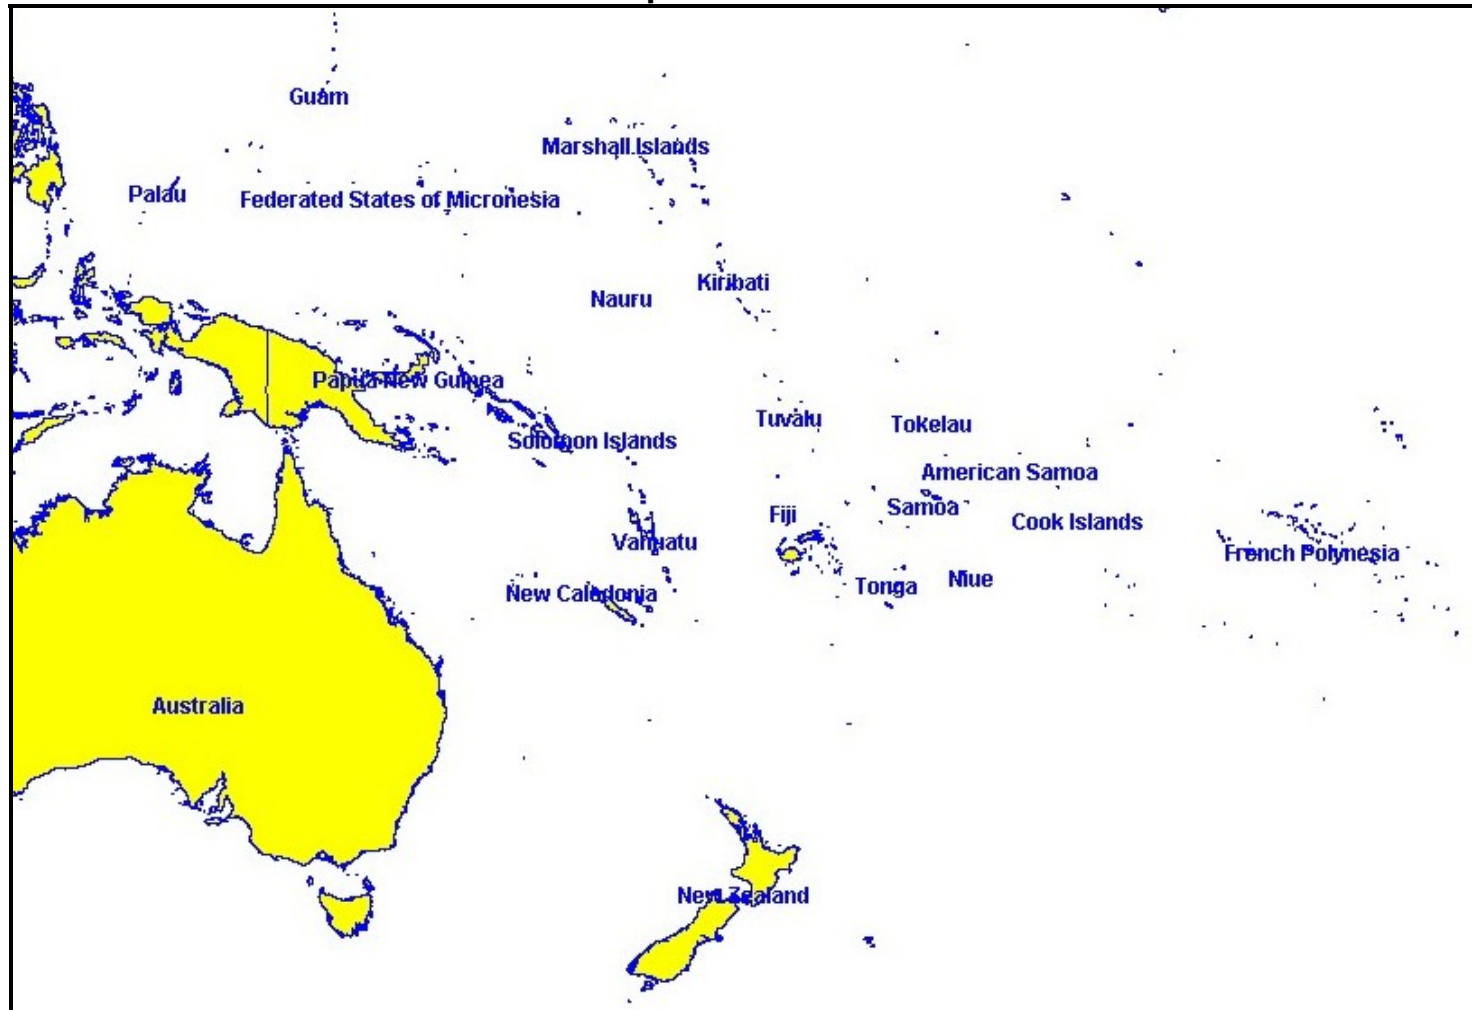 Guam
Marshall Islands
Palau
Federated States of Micronesia
Kiribati
Nauru
Papua New Guinea
Tuvalu
Tokelau
Solomon Islands
American Samoa
Samoa
Fiji
Cook Islands
Vanuatu
French Polynesia
Niue
Tonga
New Caledonia
Australia
New Zealand